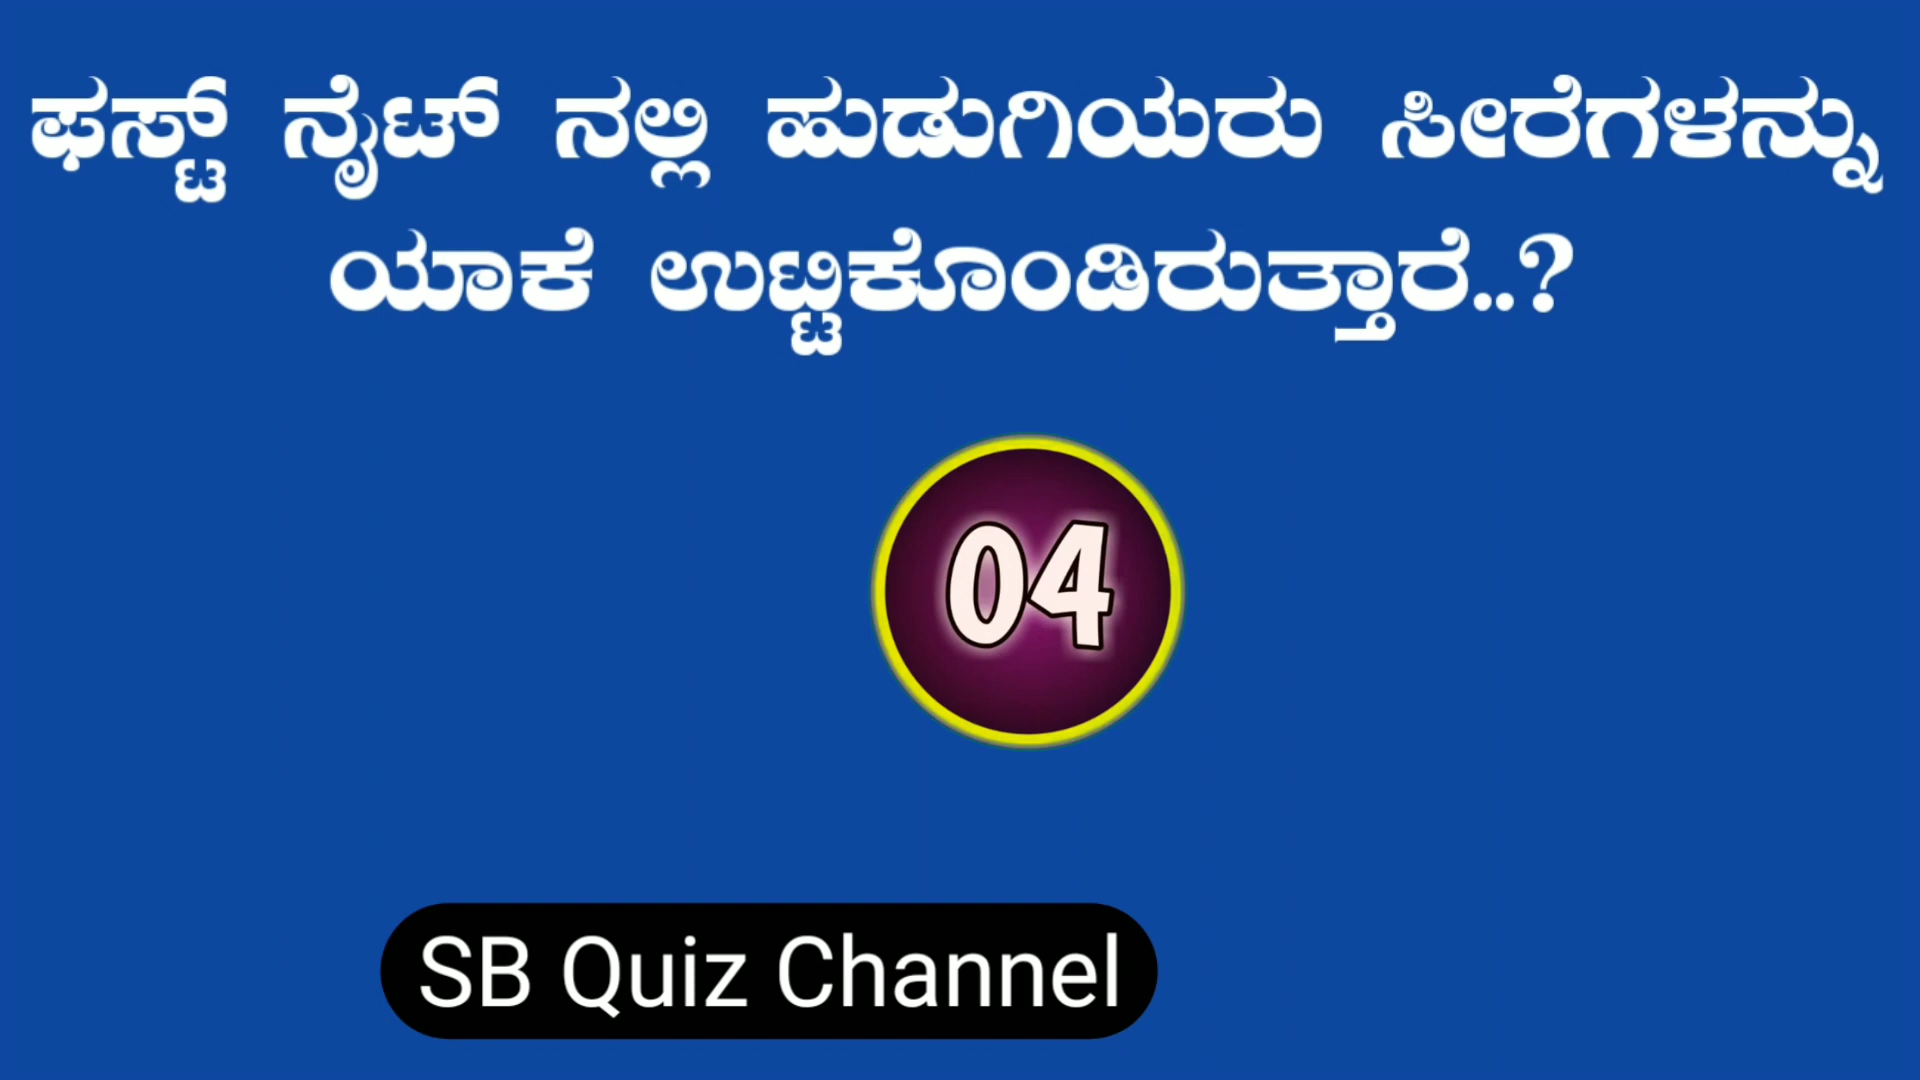 ಫಸ್ಟ್ ನೈಟ್ ನಲ್ಲಿ ಹುಡುಗಿಯರು ಸೀರೆಗಳನ್ನು
ಯಾಕೆ ಉಟ್ಟಿಕೊಂಡಿರುತ್ತಾರೆ..?
04
SB Quiz Channel